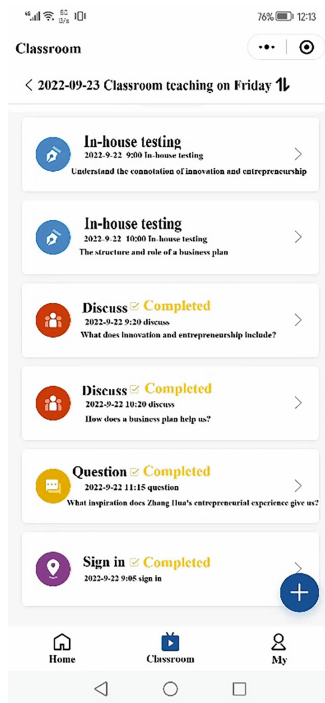 76% 12:13
Classroom
2022-09-23 Classroom teaching on Friday
In-house testing
2022-9-22 9:00 In-house testing
Understand the connotation of innovation and entrepreneurship
In-house testing
2022-9-22 10:00 In-house testing
The structure and role of a business plan
Discuss Completed
2022-9-22 9:20 discuss
What does innovation and entrepreneurship include?
Discuss Completed
2022-9-22 10:20 discuss
How does a business plan help us?
Question Completed
2022-9-22 11:15 question
What inspiration does Zhang Hua's entrepreneurial experience give us?
Sign in Completed
2022-9-22 9:05 sign in
Home Classroom My